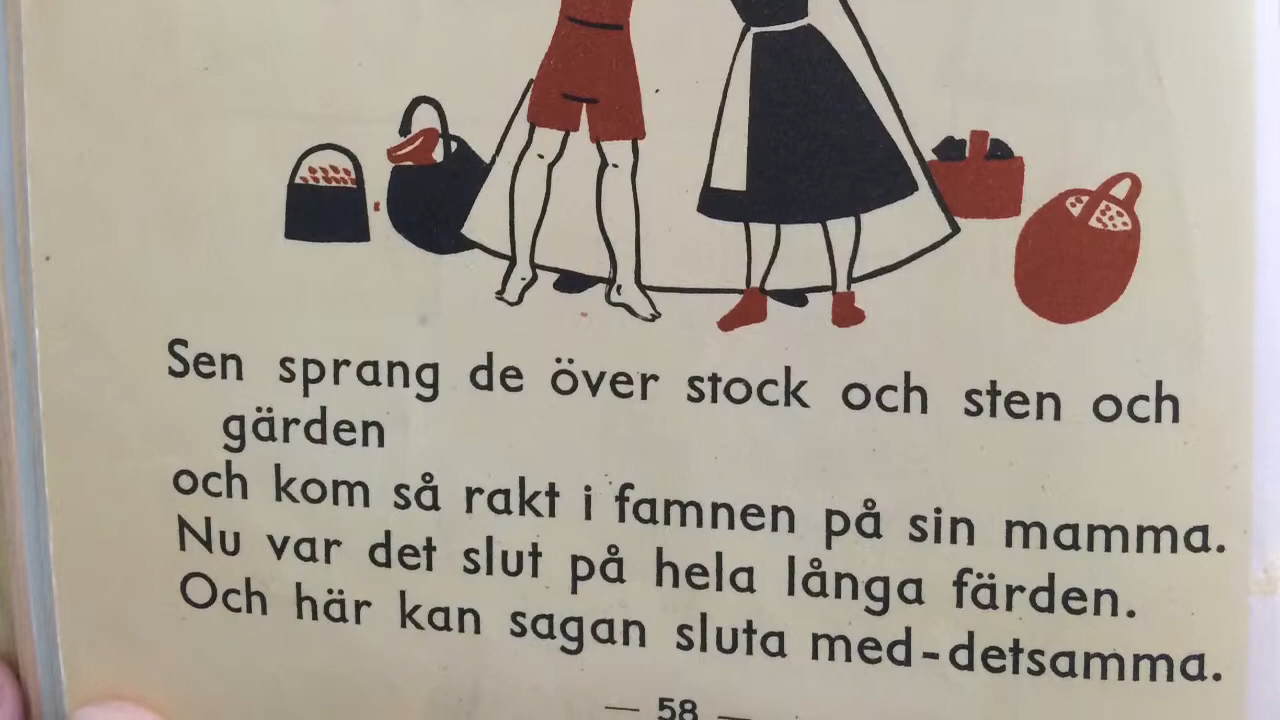 Sen sprang de över stock och sten och
gärden
och kom så rakt i famnen på sin mamma.
Nu var det slut på hela långa färden.
Och här kan sagan sluta med-detsamma.
— 58 —